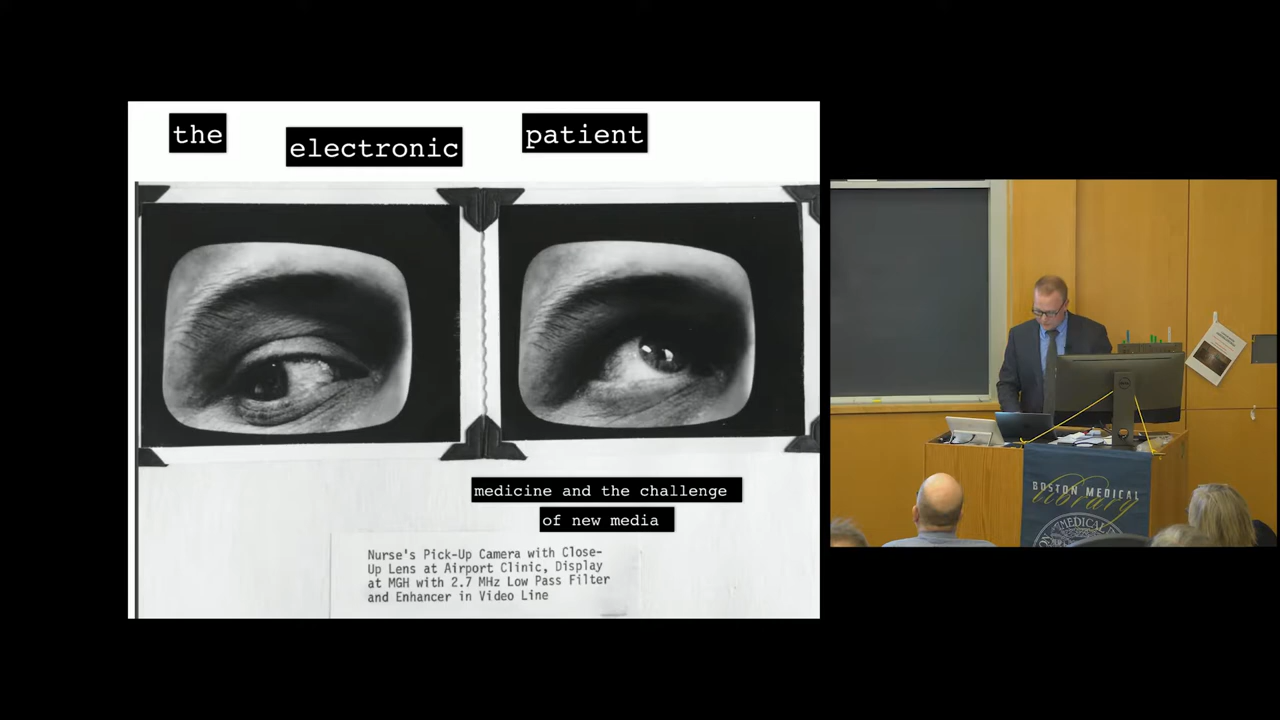 the electronic patient
medicine and the challenge
of new media
Nurse's Pick-Up Camera with Close-
Up Lens at Airport Clinic, Display
at MGH with 2.7 MHz Low Pass Filter
and Enhancer in Video Line
BOSTON MEDICAL
Library
MEDICAL